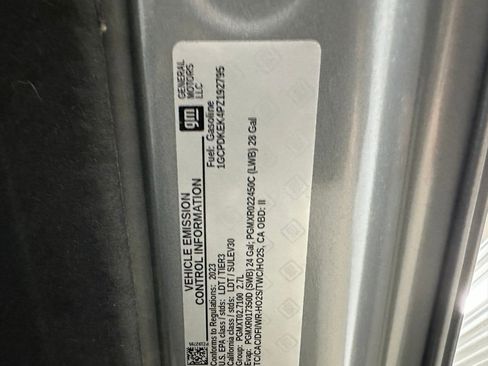 VEHICLE EMISSION
CONTROL INFORMATION
gm
GENERAL
MOTORS
LLC
Conforms to Regulations: 2023
U.S. EPA class / stds: LDT / TIER3
California class / stds: LDT / SULEV30
Group: PGMXT02.7100 2.7L
Evap: PGMXR0173500 (SWB) 24 Gal; PGMXR022450C (LWB) 28 Gal
TC/CAC/DFI/WR-HO2S/TWC/HO2S, CA OBD: II
Fuel: Gasoline
1GCPDKEK4PZ192795